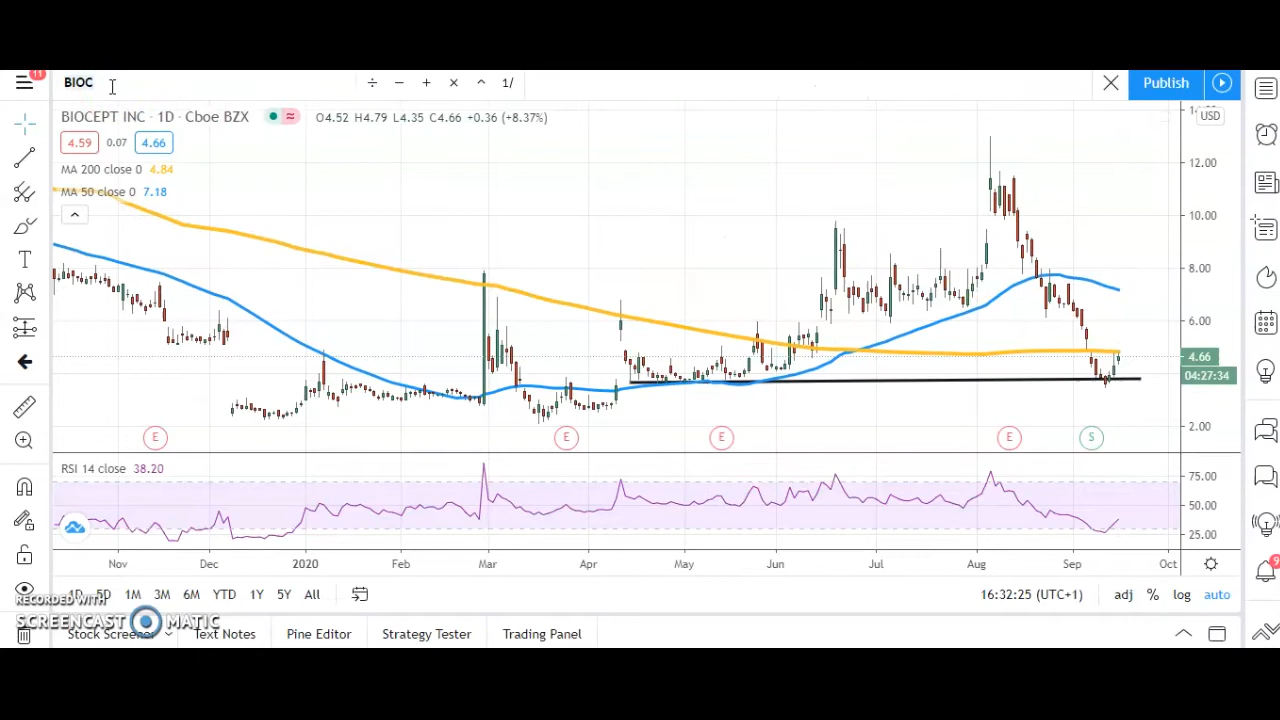 11
BIOC
÷ − + × ^ 1/
Publish
BIOCEPT INC · 1D · Cboe BZX
O4.52 H4.79 L4.35 C4.66 +0.36 (+8.37%)
USD
4.59 0.07 4.66
MA 200 close 0 4.84
MA 50 close 0 7.18
12.00
10.00
8.00
6.00
4.66
04:27:34
2.00
E E E E S
RSI 14 close 38.20
75.00
50.00
25.00
Nov Dec 2020 Feb Mar Apr May Jun Jul Aug Sep Oct
9
1D 5D 1M 3M 6M YTD 1Y 5Y All
16:32:25 (UTC+1) adj % log auto
RECORDED WITH
SCREENCAST MATIC
Stock Screener Text Notes Pine Editor Strategy Tester Trading Panel